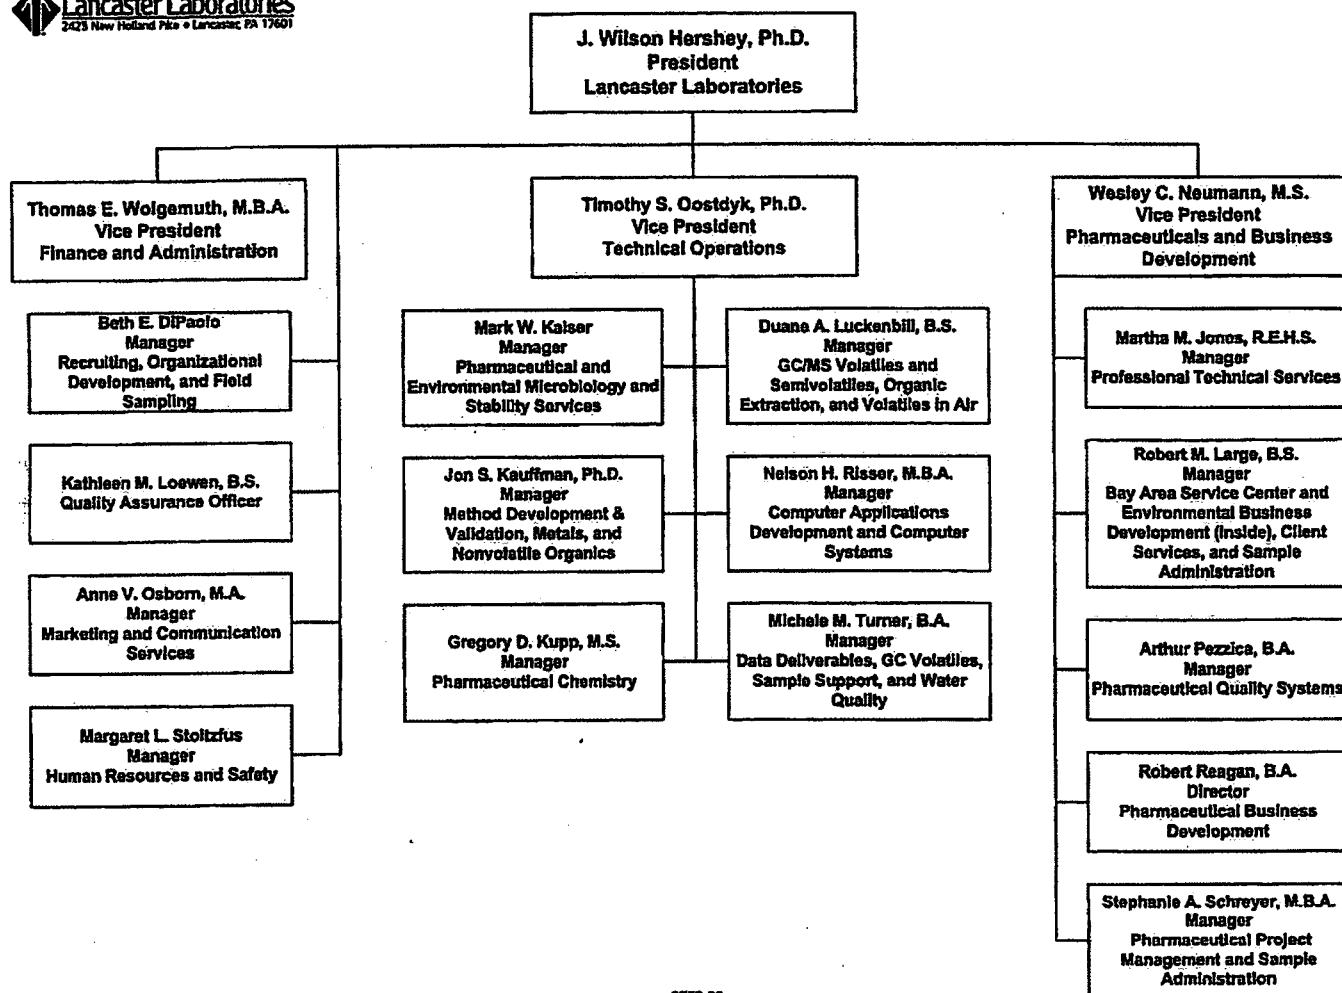 Lancaster Laboratories
2425 New Holland Pike • Lancaster, PA 17601
J. Wilson Hershey, Ph.D.
President
Lancaster Laboratories
Thomas E. Wolgemuth, M.B.A.
Vice President
Finance and Administration
Timothy S. Oostdyk, Ph.D.
Vice President
Technical Operations
Wesley C. Neumann, M.S.
Vice President
Pharmaceuticals and Business
Development
Beth E. DiPaolo
Manager
Recruiting, Organizational
Development, and Field
Sampling
Kathleen M. Loewen, B.S.
Quality Assurance Officer
Anne V. Osborn, M.A.
Manager
Marketing and Communication
Services
Margaret L. Stoltzfus
Manager
Human Resources and Safety
Mark W. Kaiser
Manager
Pharmaceutical and
Environmental Microbiology and
Stability Services
Duane A. Luckenbill, B.S.
Manager
GC/MS Volatiles and
Semivolatiles, Organic
Extraction, and Volatiles in Air
Jon S. Kauffman, Ph.D.
Manager
Method Development &
Validation, Metals, and
Nonvolatile Organics
Nelson H. Risser, M.B.A.
Manager
Computer Applications
Development and Computer
Systems
Gregory D. Kupp, M.S.
Manager
Pharmaceutical Chemistry
Michele M. Turner, B.A.
Manager
Data Deliverables, GC Volatiles,
Sample Support, and Water
Quality
Martha M. Jones, R.E.H.S.
Manager
Professional Technical Services
Robert M. Large, B.S.
Manager
Bay Area Service Center and
Environmental Business
Development (Inside), Client
Services, and Sample
Administration
Arthur Pezzica, B.A.
Manager
Pharmaceutical Quality Systems
Robert Reagan, B.A.
Director
Pharmaceutical Business
Development
Stephanie A. Schreyer, M.B.A.
Manager
Pharmaceutical Project
Management and Sample
Administration